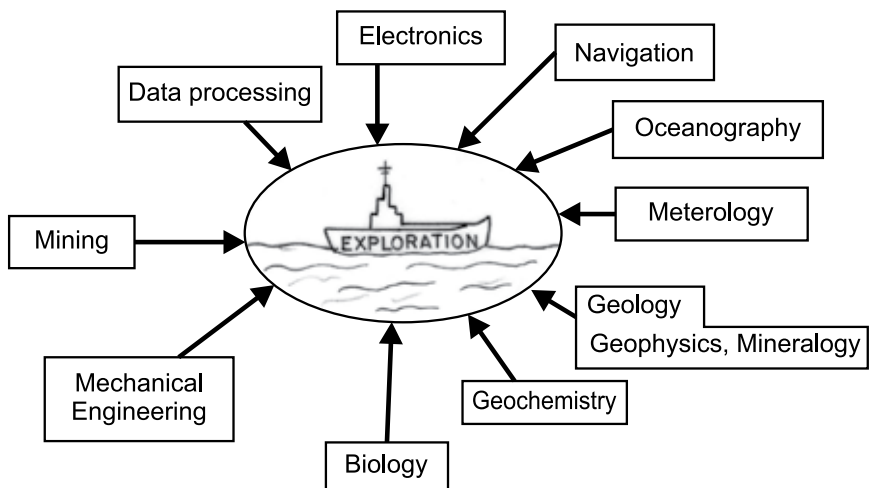 Electronics
Navigation
Data processing
Oceanography
Meterology
EXPLORATION
Mining
Geology
Geophysics, Mineralogy
Mechanical
Engineering
Geochemistry
Biology